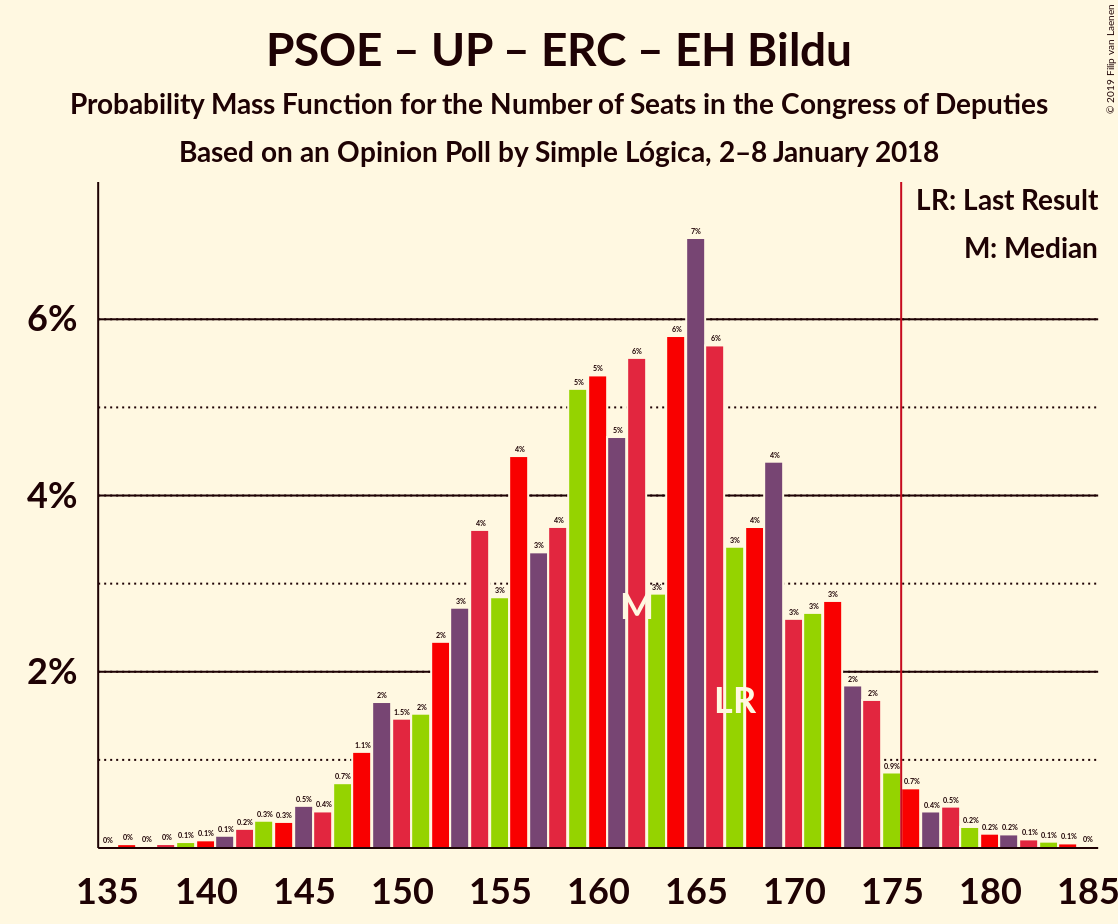 PSOE – UP – ERC – EH Bildu
Probability Mass Function for the Number of Seats in the Congress of Deputies
Based on an Opinion Poll by Simple Lógica, 2–8 January 2018
© 2019 Filip van Laenen
LR: Last Result
M: Median
6%
4%
2%
0% 0% 0% 0% 0.1% 0.1% 0.1% 0.2% 0.3% 0.3% 0.5% 0.4% 0.7% 1.1% 2% 1.5% 2% 2% 3% 4% 3% 4% 3% 4% 5% 5% 5% 6% 3% 6% 7% 6% 3% 4% 4% 3% 3% 3% 2% 2% 0.9% 0.7% 0.4% 0.5% 0.2% 0.2% 0.2% 0.1% 0.1% 0.1% 0%
M
LR
135 140 145 150 155 160 165 170 175 180 185